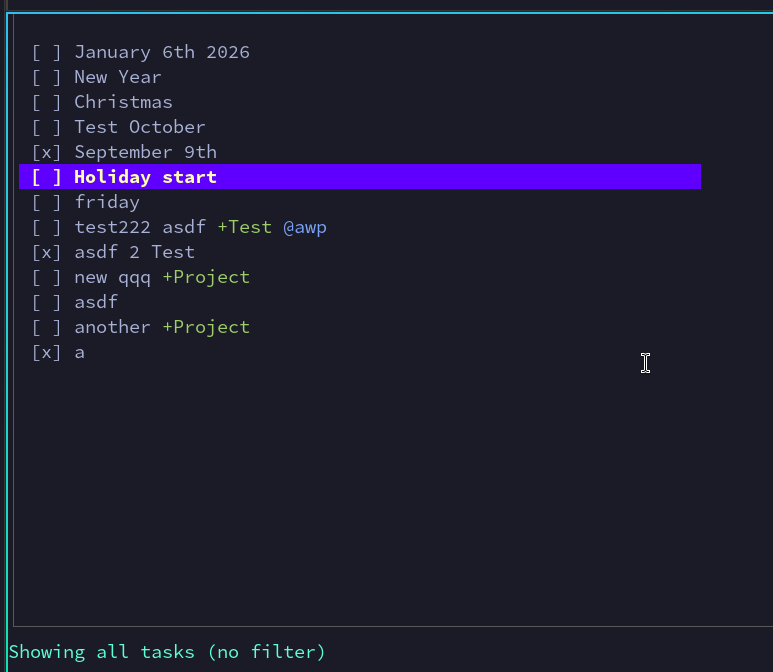 [ ] January 6th 2026
[ ] New Year
[ ] Christmas
[ ] Test October
[x] September 9th
[ ] Holiday start
[ ] friday
[ ] test222 asdf +Test @awp
[x] asdf 2 Test
[ ] new qqq +Project
[ ] asdf
[ ] another +Project
[x] a
Showing all tasks (no filter)